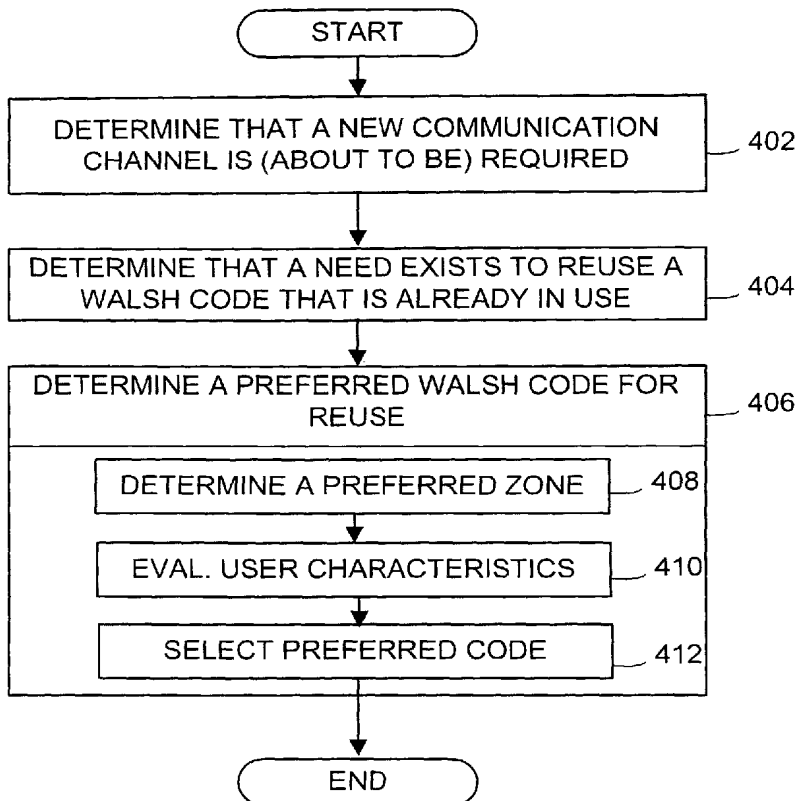 START
DETERMINE THAT A NEW COMMUNICATION
CHANNEL IS (ABOUT TO BE) REQUIRED
402
DETERMINE THAT A NEED EXISTS TO REUSE A
WALSH CODE THAT IS ALREADY IN USE
404
DETERMINE A PREFERRED WALSH CODE FOR
REUSE
406
DETERMINE A PREFERRED ZONE
408
EVAL. USER CHARACTERISTICS
410
SELECT PREFERRED CODE
412
END